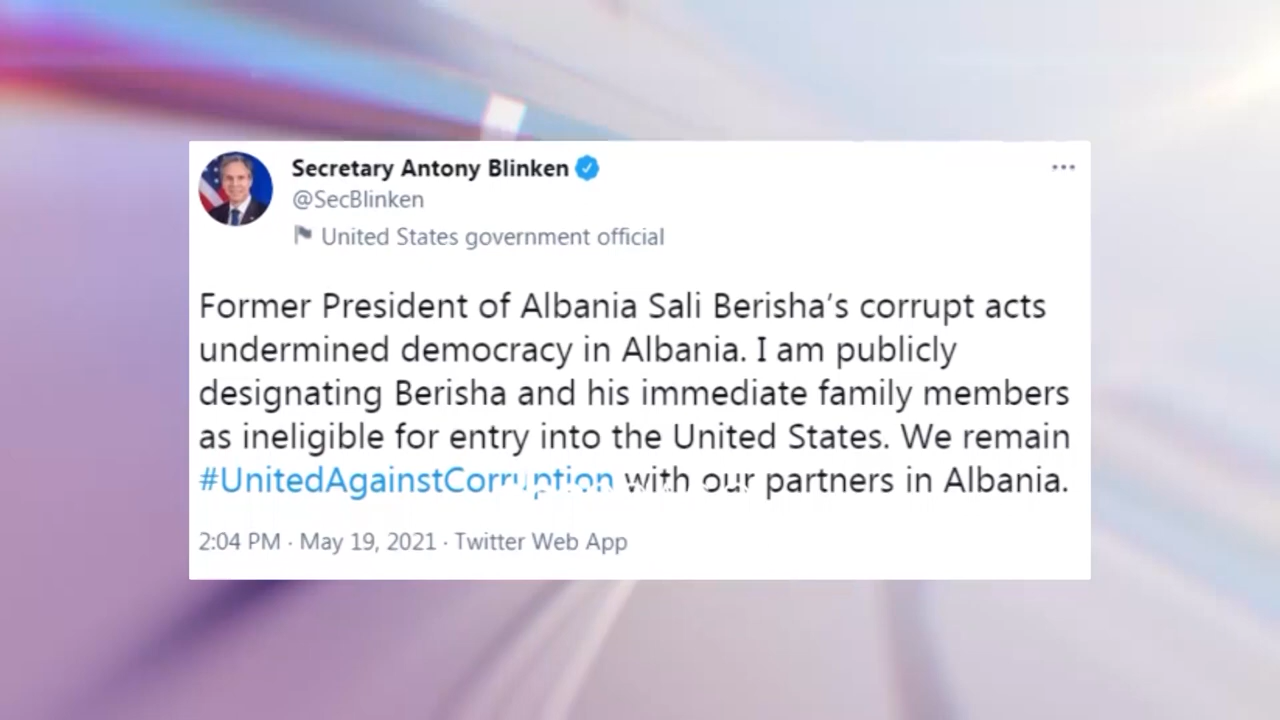 Secretary Antony Blinken
@SecBlinken
United States government official
Former President of Albania Sali Berisha's corrupt acts
undermined democracy in Albania. I am publicly
designating Berisha and his immediate family members
as ineligible for entry into the United States. We remain
#UnitedAgainstCorruption with our partners in Albania.
2:04 PM · May 19, 2021 · Twitter Web App